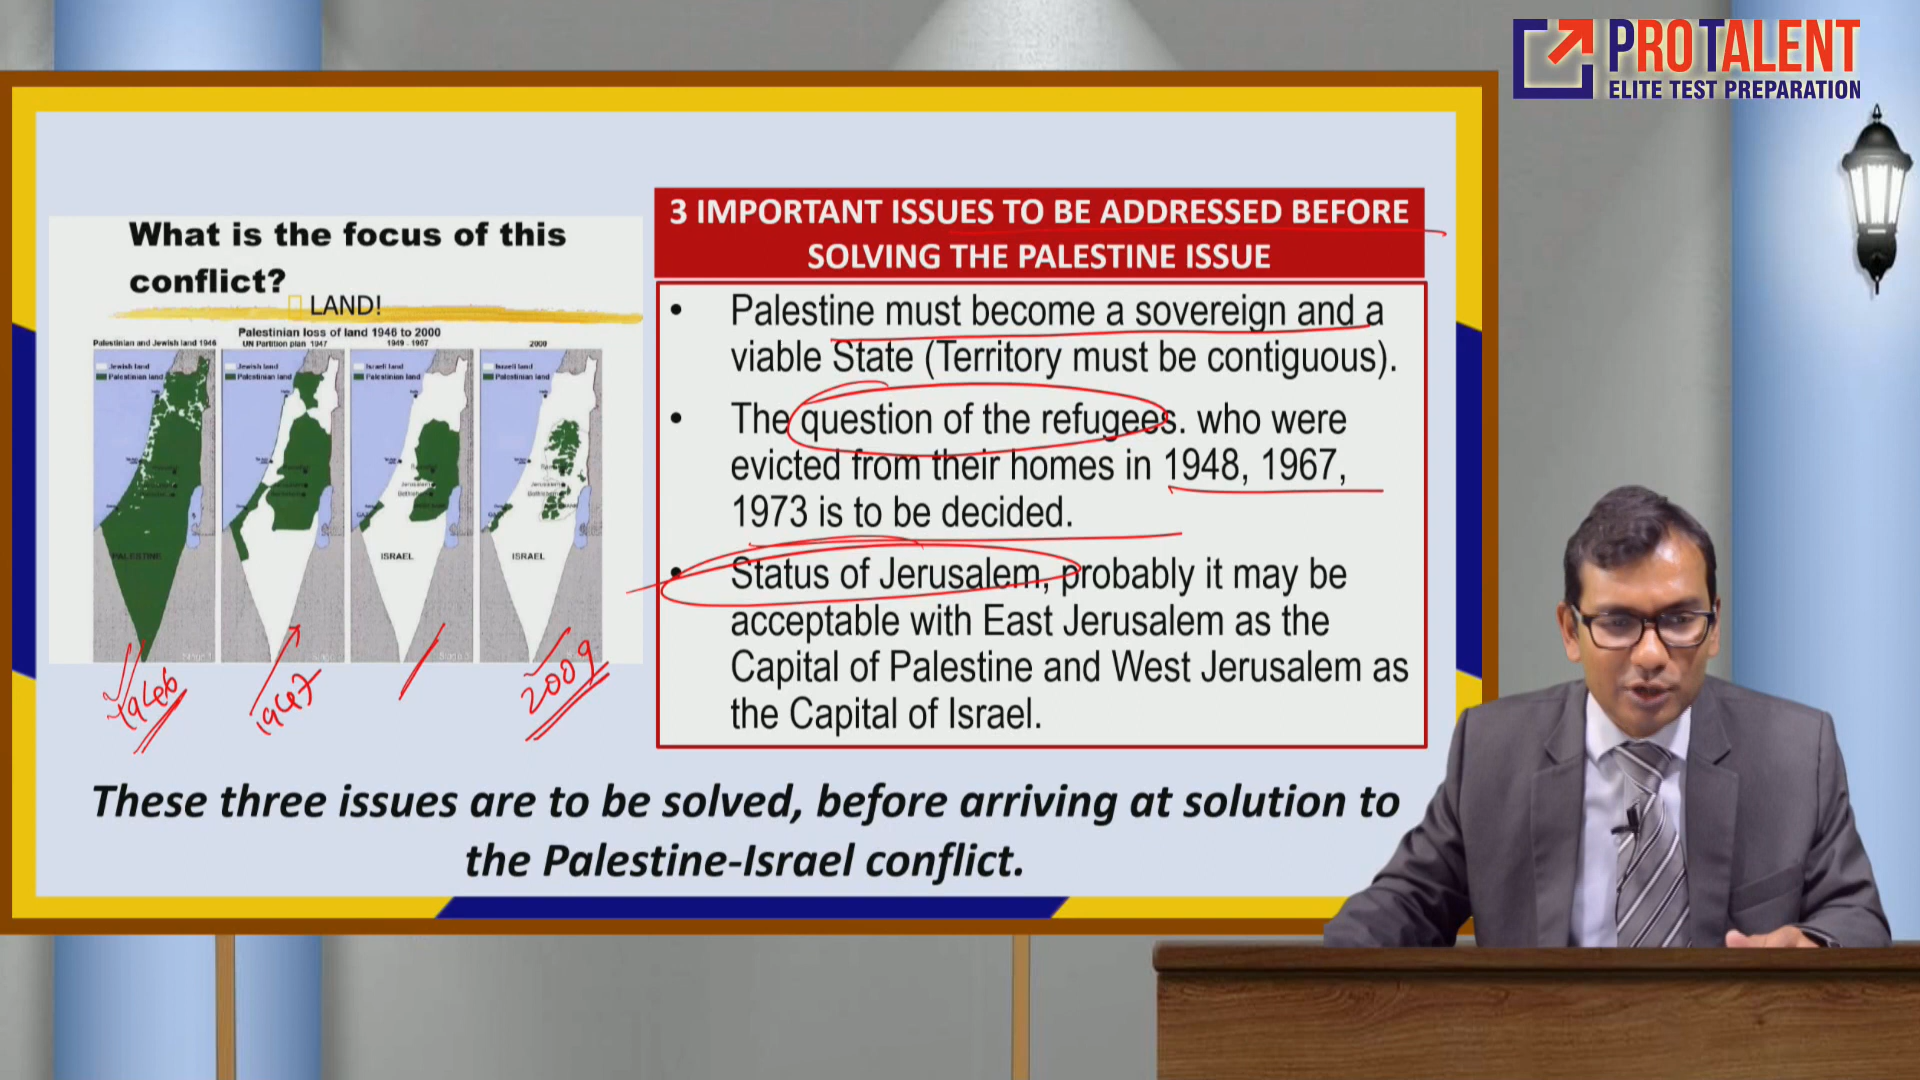 PROTALENT
ELITE TEST PREPARATION
What is the focus of this
conflict?
LAND!
Palestinian loss of land 1946 to 2000
Palestinian and Jewish land 1946
UN Partition plan 1947
1949 - 1967
2000
Jewish land
Palestinian land
Jewish land
Palestinian land
Israeli land
Palestinian land
Israeli land
Palestinian land
PALESTINE
ISRAEL
ISRAEL
1946
1947
2009
3 IMPORTANT ISSUES TO BE ADDRESSED BEFORE
SOLVING THE PALESTINE ISSUE
• Palestine must become a sovereign and a
viable State (Territory must be contiguous).
• The question of the refugees. who were
evicted from their homes in 1948, 1967,
1973 is to be decided.
• Status of Jerusalem, probably it may be
acceptable with East Jerusalem as the
Capital of Palestine and West Jerusalem as
the Capital of Israel.
These three issues are to be solved, before arriving at solution to
the Palestine-Israel conflict.